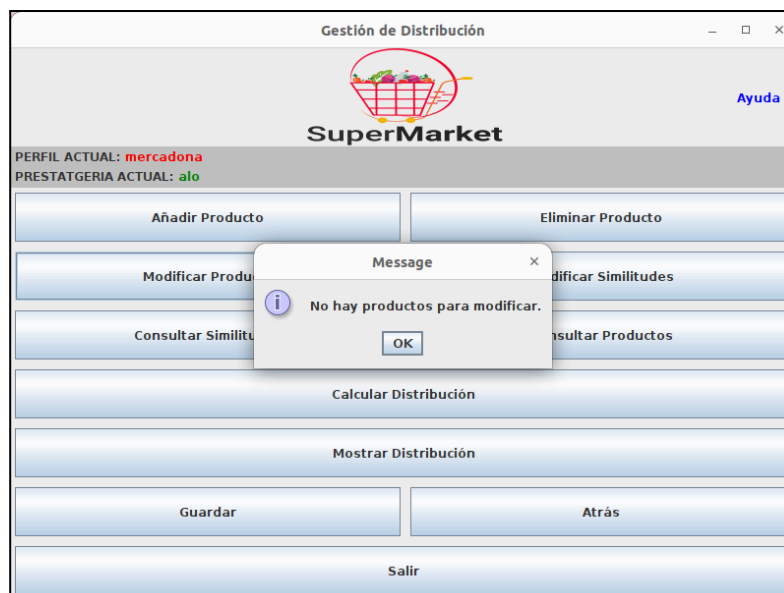 Gestión de Distribución
SuperMarket
Ayuda
PERFIL ACTUAL: mercadona
PRESTATGERIA ACTUAL: alo
Añadir Producto
Eliminar Producto
Modificar Produ
dificar Similitudes
Message
No hay productos para modificar.
OK
Consultar Similitu
nsultar Productos
Calcular Distribución
Mostrar Distribución
Guardar
Atrás
Salir